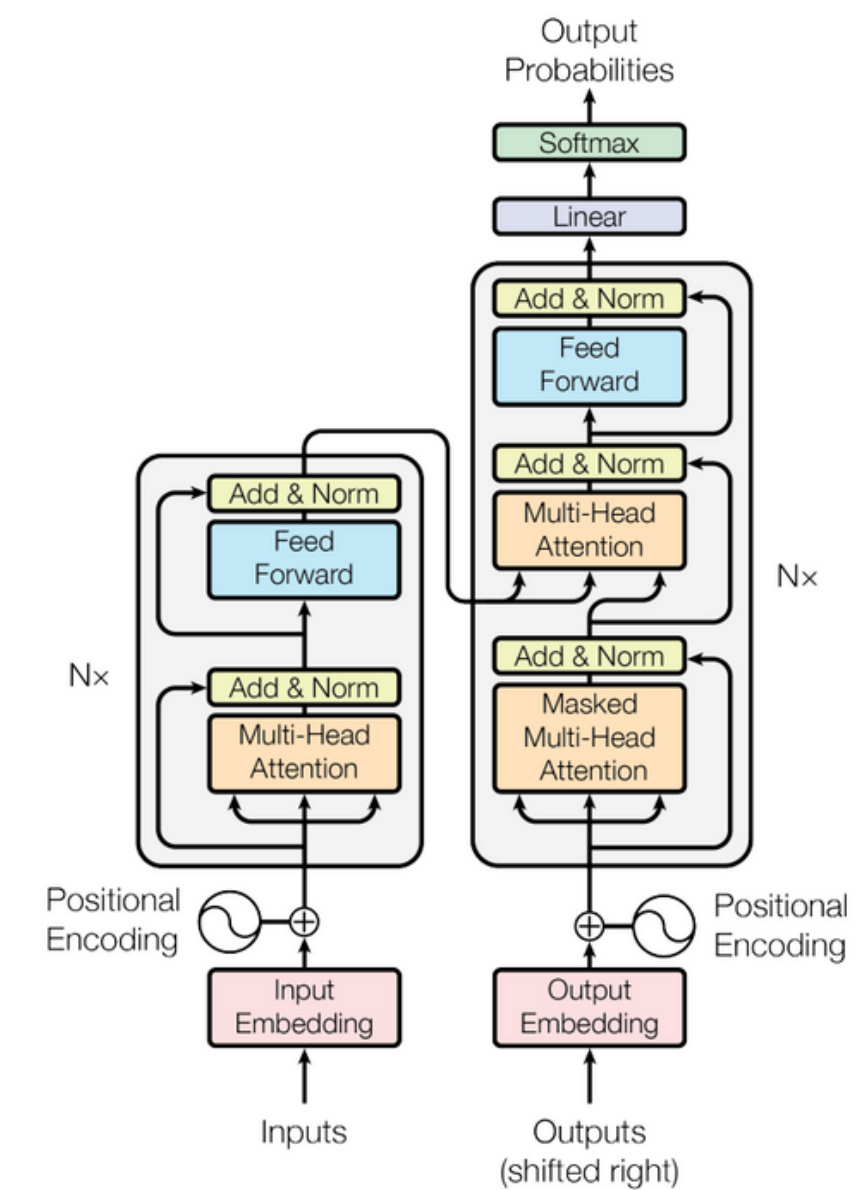 Output
Probabilities
Softmax
Linear
Add & Norm
Feed
Forward
Add & Norm
Multi-Head
Attention
Add & Norm
Masked
Multi-Head
Attention
N×
Add & Norm
Feed
Forward
Add & Norm
Multi-Head
Attention
Nx
Positional
Encoding
Positional
Encoding
Input
Embedding
Output
Embedding
Inputs
Outputs
(shifted right)